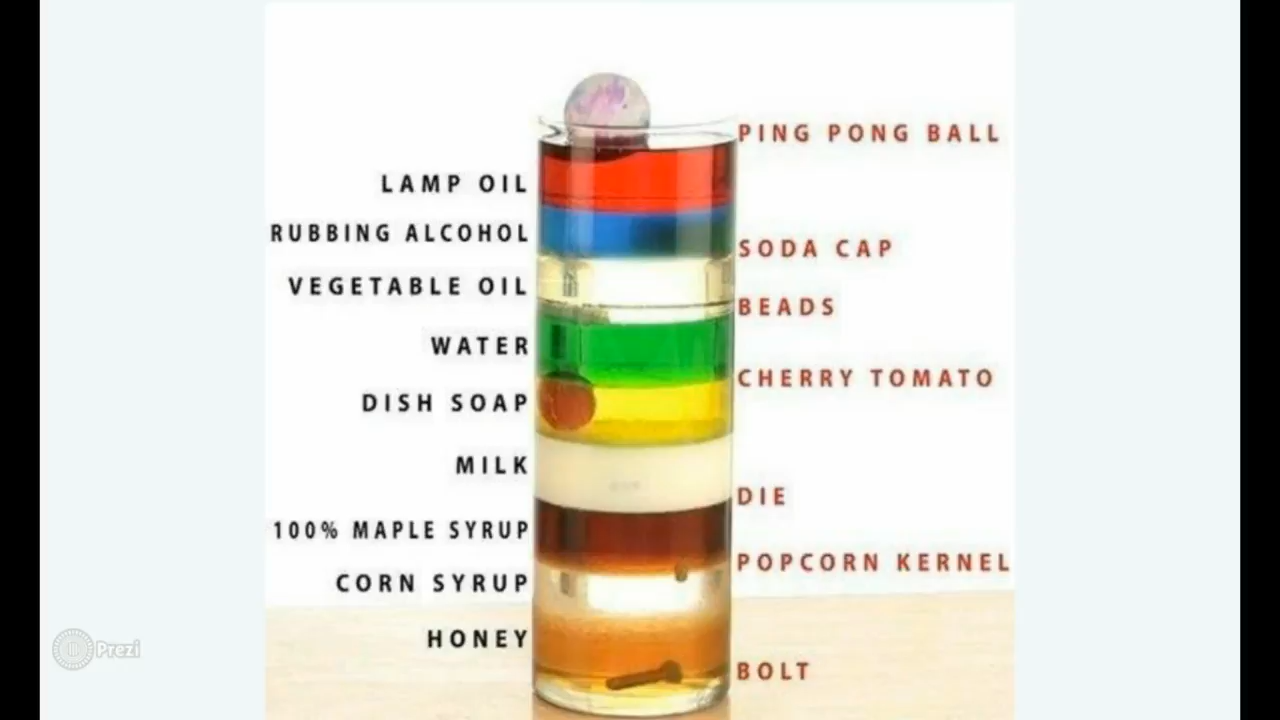 PING PONG BALL
LAMP OIL
RUBBING ALCOHOL
SODA CAP
VEGETABLE OIL
BEADS
WATER
CHERRY TOMATO
DISH SOAP
MILK
DIE
100% MAPLE SYRUP
POPCORN KERNEL
CORN SYRUP
HONEY
Prezi
BOLT